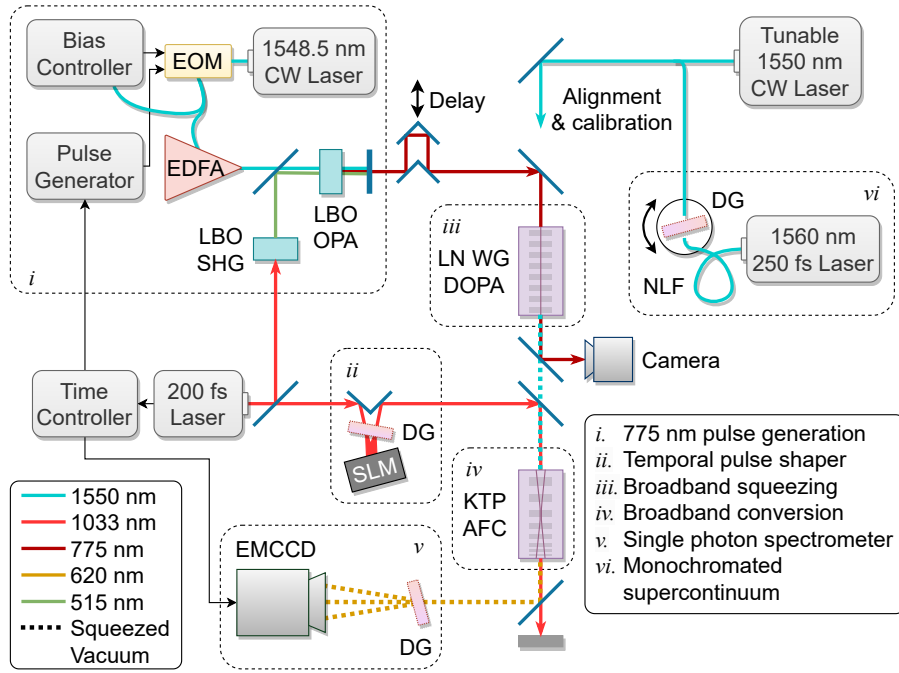 Bias
Controller
EOM
1548.5 nm
CW Laser
Delay
Tunable
1550 nm
CW Laser
Alignment
& calibration
Pulse
Generator
EDFA
LBO
OPA
LBO
SHG
i
iii
LN WG
DOPA
DG
vi
1560 nm
250 fs Laser
NLF
Camera
Time
Controller
200 fs
Laser
ii
DG
SLM
iv
KTP
AFC
i. 775 nm pulse generation
ii. Temporal pulse shaper
iii. Broadband squeezing
iv. Broadband conversion
v. Single photon spectrometer
vi. Monochromated
supercontinuum
1550 nm
1033 nm
775 nm
620 nm
515 nm
Squeezed
Vacuum
EMCCD
v
DG